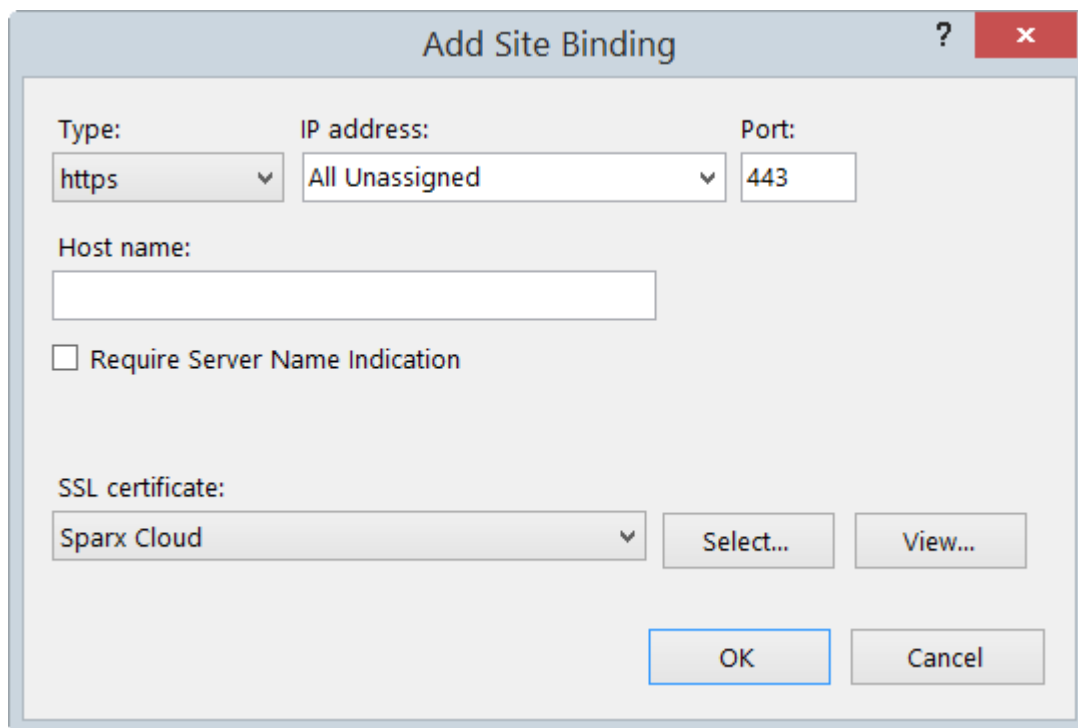 Add Site Binding
?
x
Type: IP address: Port:
https All Unassigned 443
Host name:
Require Server Name Indication
SSL certificate:
Sparx Cloud Select... View...
OK Cancel